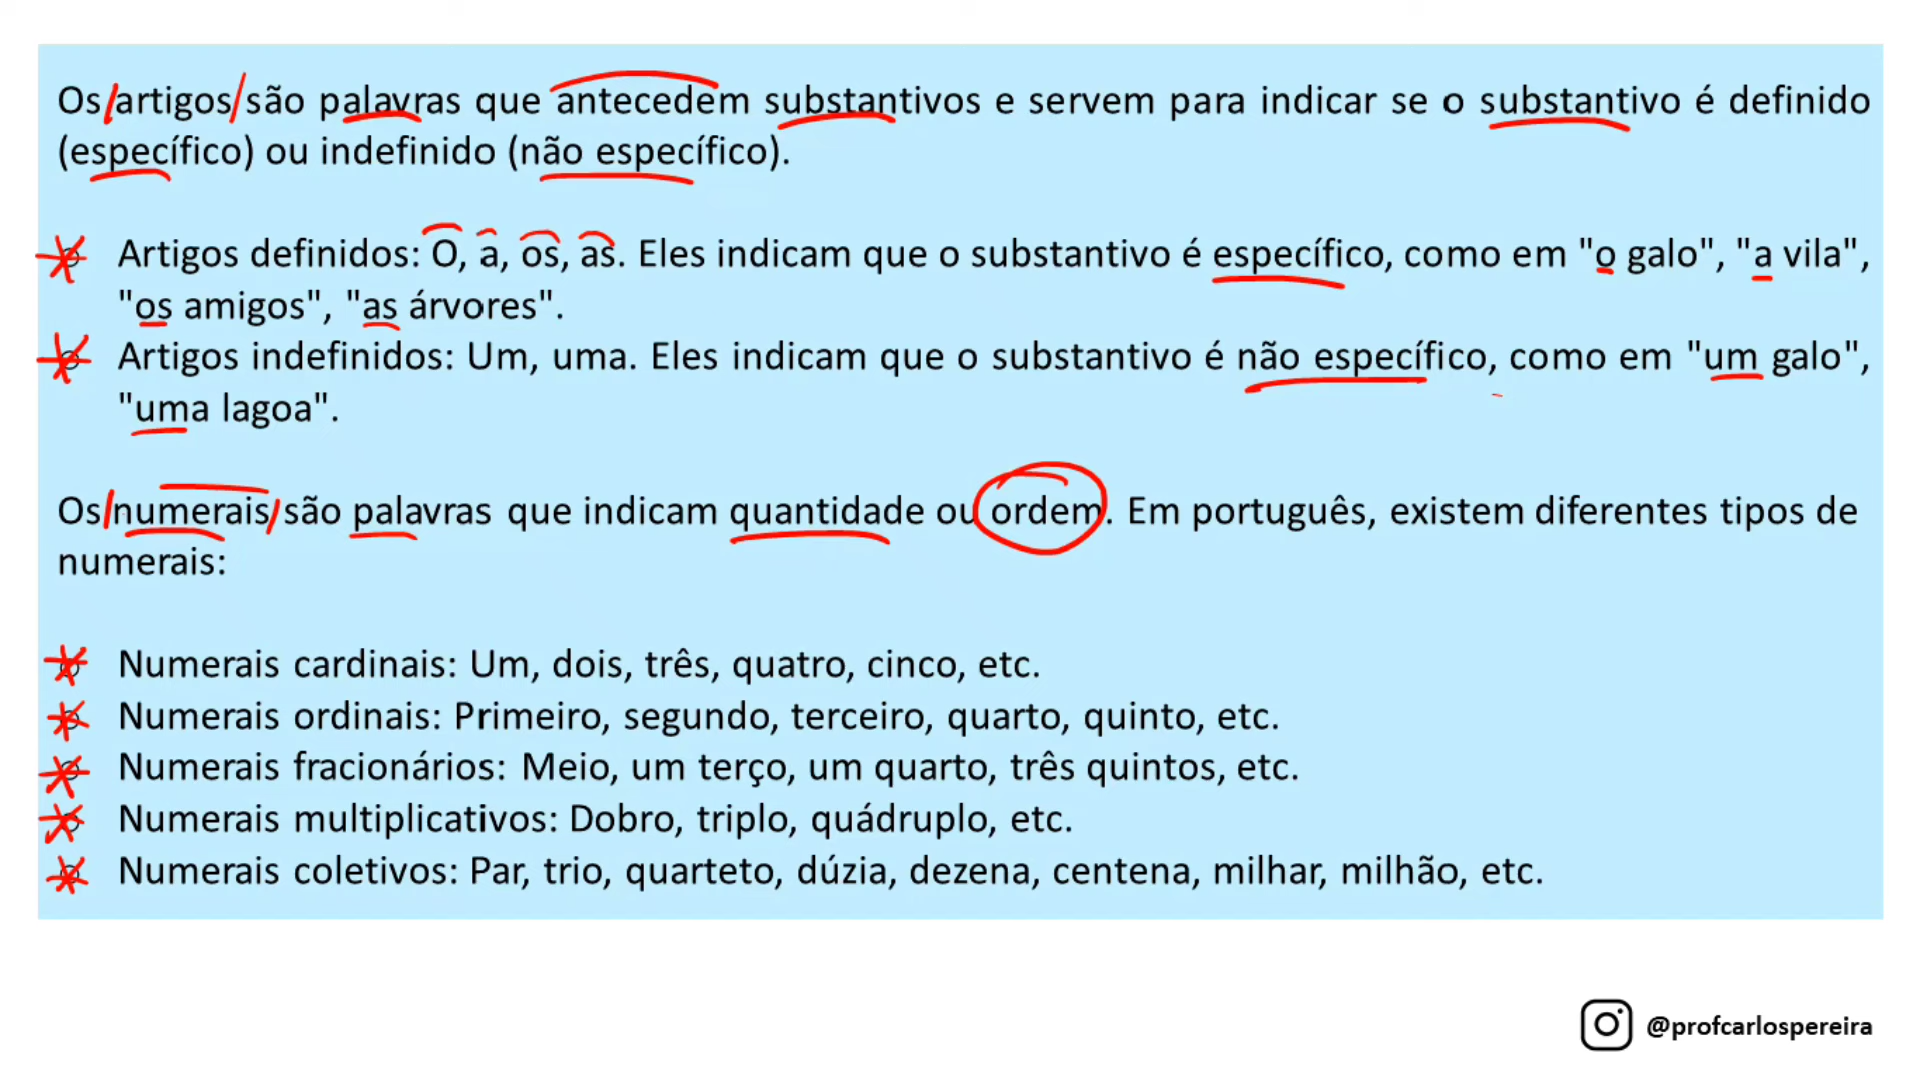 Os artigos são palavras que antecedem substantivos e servem para indicar se o substantivo é definido
(específico) ou indefinido (não específico).
Artigos definidos: O, a, os, as. Eles indicam que o substantivo é específico, como em "o galo", "a vila",
"os amigos", "as árvores".
Artigos indefinidos: Um, uma. Eles indicam que o substantivo é não específico, como em "um galo",
"uma lagoa".
Os numerais são palavras que indicam quantidade ou ordem. Em português, existem diferentes tipos de
numerais:
Numerais cardinais: Um, dois, três, quatro, cinco, etc.
Numerais ordinais: Primeiro, segundo, terceiro, quarto, quinto, etc.
Numerais fracionários: Meio, um terço, um quarto, três quintos, etc.
Numerais multiplicativos: Dobro, triplo, quádruplo, etc.
Numerais coletivos: Par, trio, quarteto, dúzia, dezena, centena, milhar, milhão, etc.
@profcarlospereira